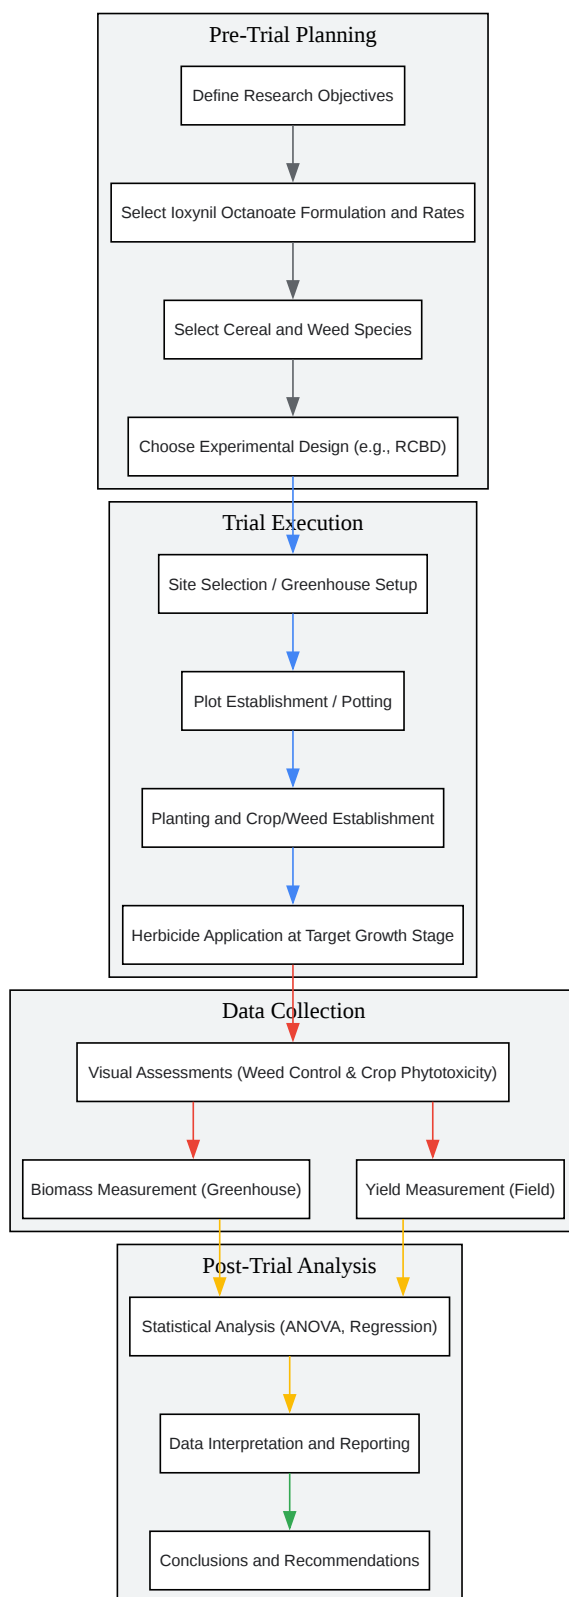 Pre-Trial Planning
Define Research Objectives
Select Ioxynil Octanoate Formulation and Rates
Select Cereal and Weed Species
Choose Experimental Design (e.g., RCBD)
Trial Execution
Site Selection / Greenhouse Setup
Plot Establishment / Potting
Planting and Crop/Weed Establishment
Herbicide Application at Target Growth Stage
Data Collection
Visual Assessments (Weed Control & Crop Phytotoxicity)
Biomass Measurement (Greenhouse)
Yield Measurement (Field)
Post-Trial Analysis
Statistical Analysis (ANOVA, Regression)
Data Interpretation and Reporting
Conclusions and Recommendations